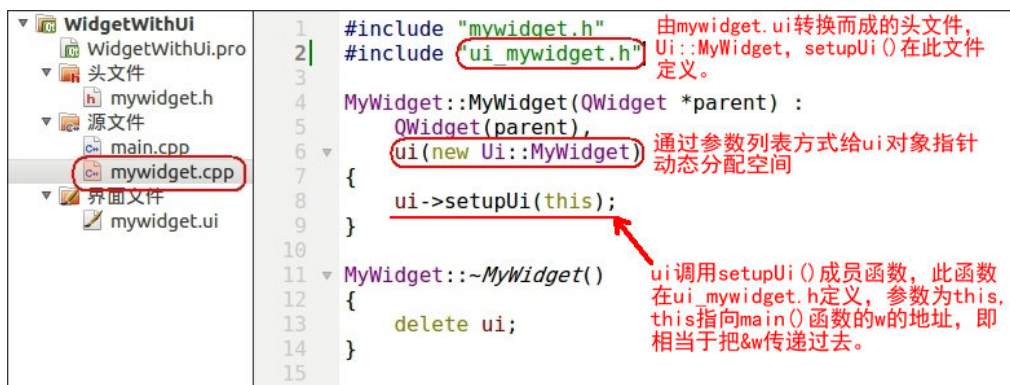 WidgetWithUi
WidgetWithUi.pro
头文件
mywidget.h
源文件
main.cpp
mywidget.cpp
界面文件
mywidget.ui
1 #include "mywidget.h"
2 #include "ui_mywidget.h"
3
4 MyWidget::MyWidget(QWidget *parent) :
5 QWidget(parent),
6 ui(new Ui::MyWidget)
7 {
8 ui->setupUi(this);
9 }
10
11 MyWidget::~MyWidget()
12 {
13 delete ui;
14 }
15
由mywidget.ui转换而成的头文件,
Ui::MyWidget, setupUi()在此文件
定义。
通过参数列表方式给ui对象指针
动态分配空间
ui调用setupUi()成员函数, 此函数
在ui_mywidget.h定义, 参数为this,
this指向main()函数的w的地址, 即
相当于把&w传递过去。